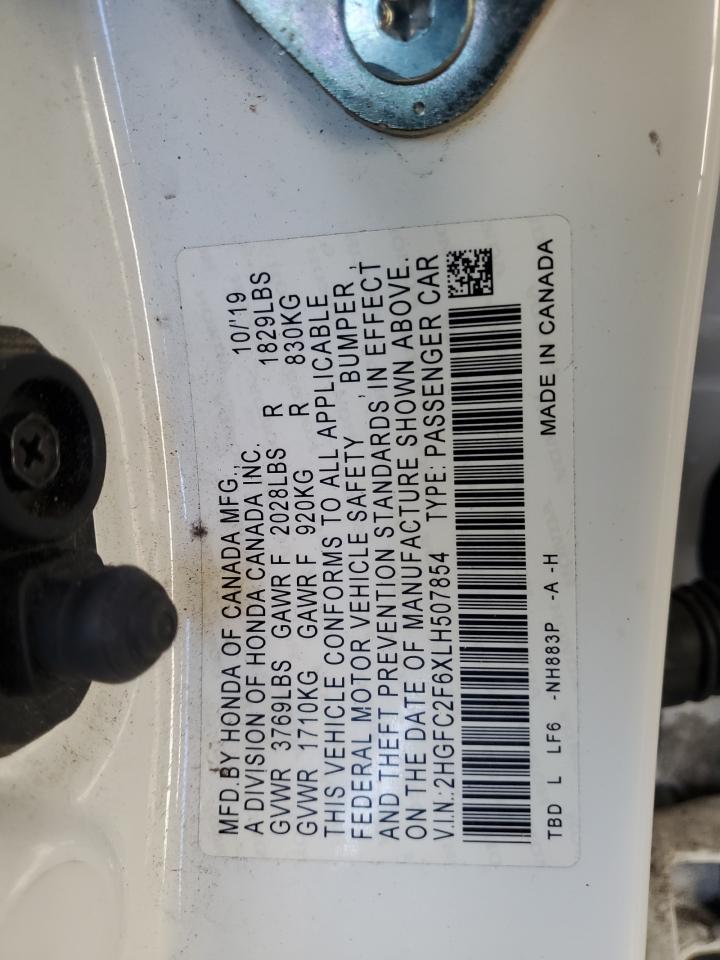 MFD. BY HONDA OF CANADA MFG., 10/'19
A DIVISION OF HONDA CANADA INC.
GVWR 3769LBS GAWR F 2028LBS R 1829LBS
GVWR 1710KG GAWR F 920KG R 830KG
THIS VEHICLE CONFORMS TO ALL APPLICABLE
FEDERAL MOTOR VEHICLE SAFETY, BUMPER,
AND THEFT PREVENTION STANDARDS IN EFFECT
ON THE DATE OF MANUFACTURE SHOWN ABOVE.
V.I.N.:2HGFC2F6XLH507854 TYPE: PASSENGER CAR
TBD L LF6 -NH883P -A -H MADE IN CANADA